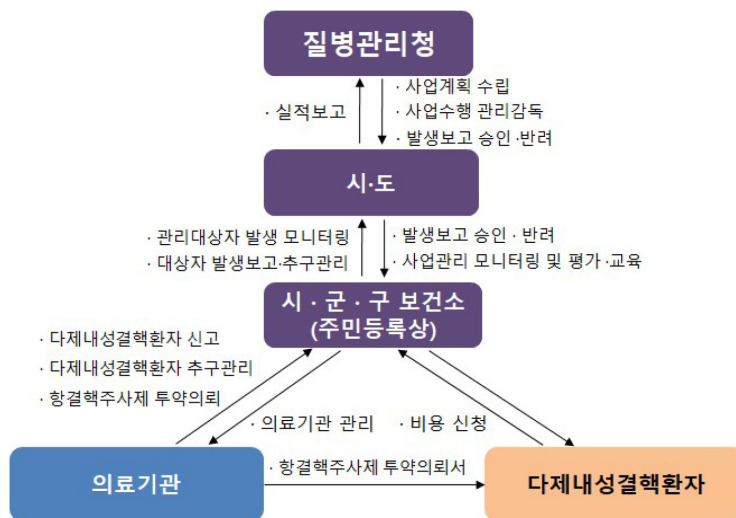 질병관리청
· 사업계획 수립
· 실적보고
· 사업수행 관리감독
· 발생보고 승인·반려
시·도
· 관리대상자 발생 모니터링
· 대상자 발생보고·추구관리
· 발생보고 승인 · 반려
· 사업관리 모니터링 및 평가·교육
시 · 군 · 구 보건소
(주민등록상)
· 다제내성결핵환자 신고
· 다제내성결핵환자 추구관리
· 항결핵주사제 투약의뢰
· 의료기관 관리
· 비용 신청
의료기관
· 항결핵주사제 투약의뢰서
다제내성결핵환자